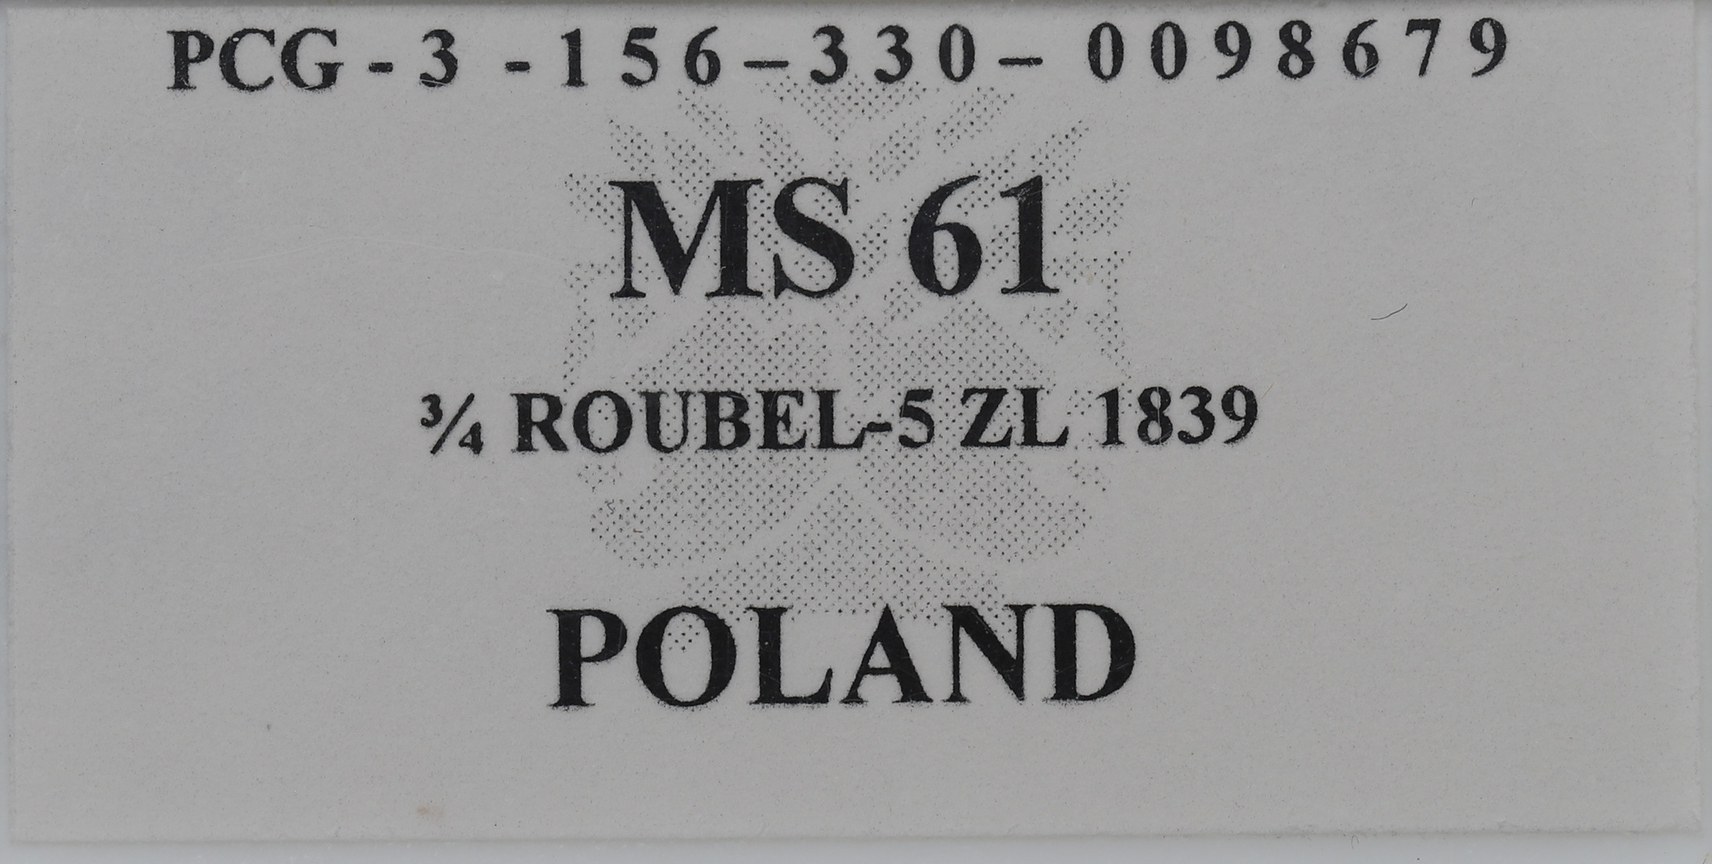 PCG - 3 - 1 5 6 – 3 3 0 – 0 0 9 8 6 7 9
MS 61
¾ ROUBEL-5 ZL 1839
POLAND